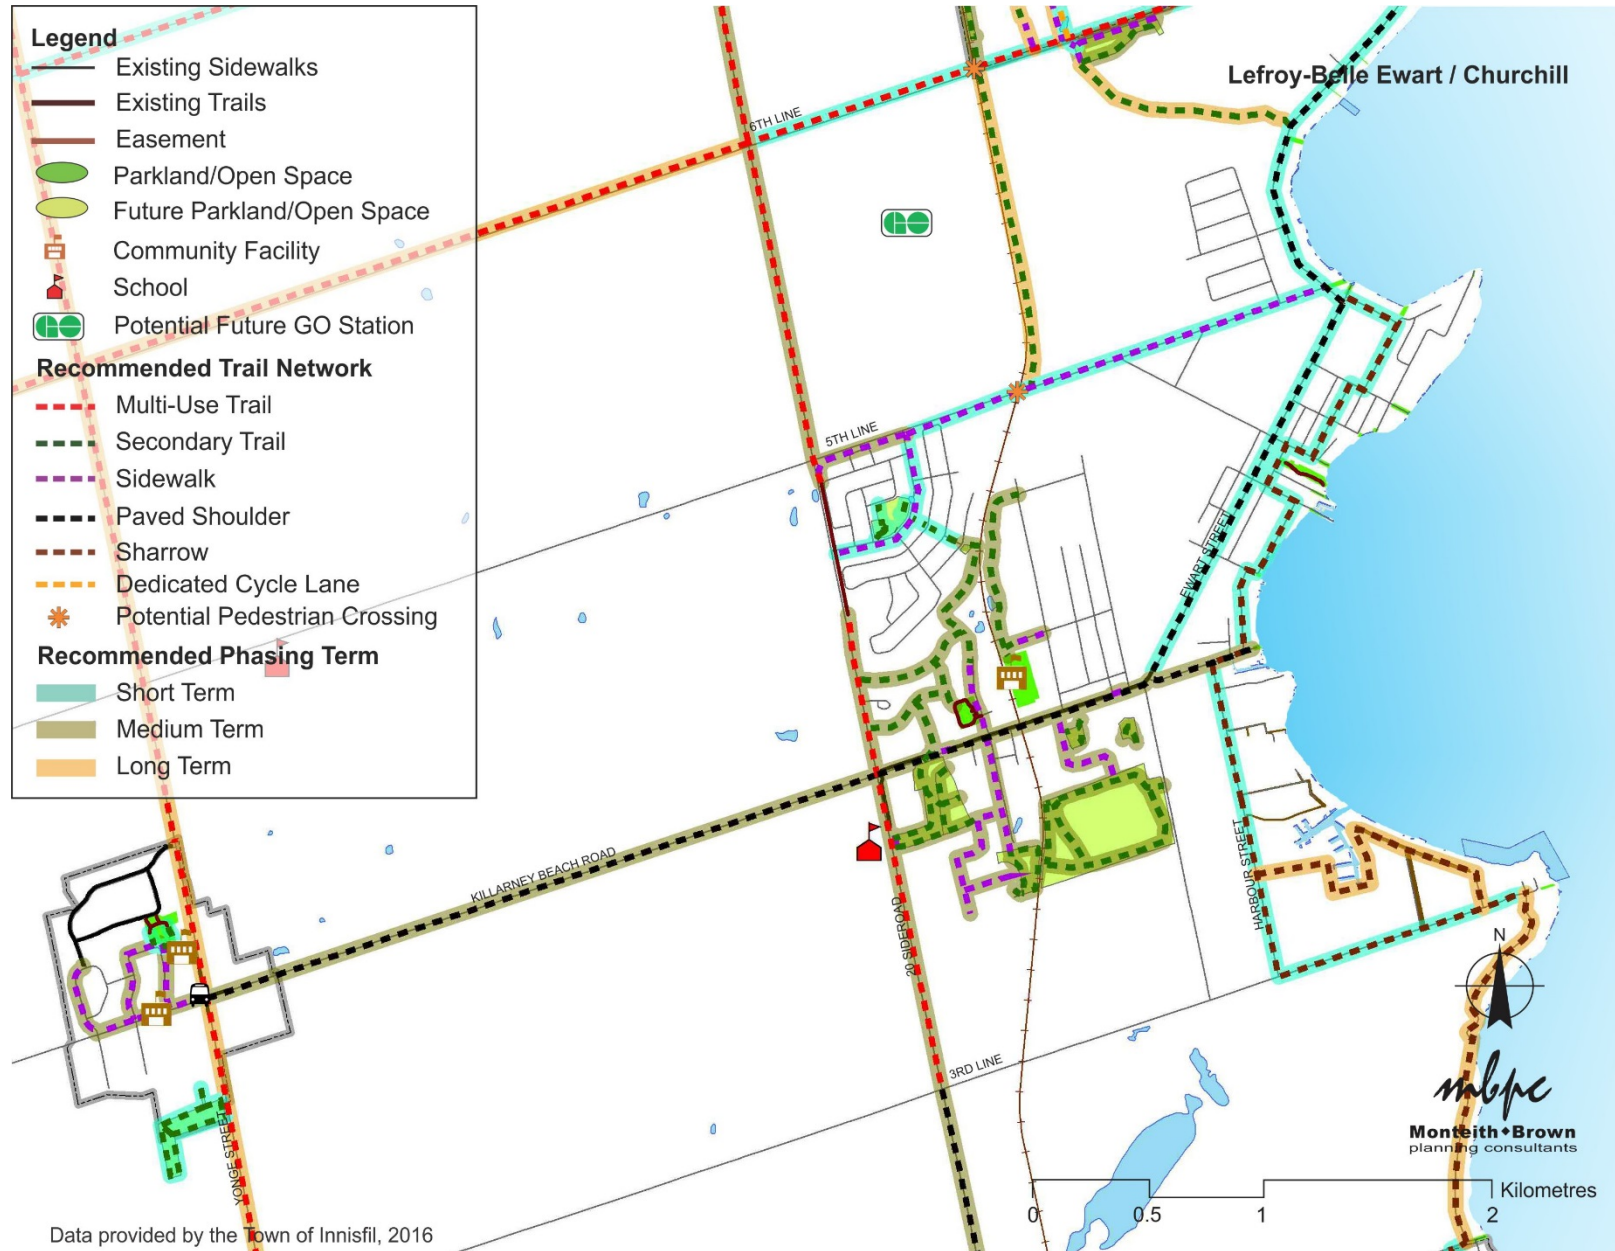 Legend
Existing Sidewalks
Existing Trails
Easement
Parkland/Open Space
Future Parkland/Open Space
Community Facility
School
GO
Potential Future GO Station
Recommended Trail Network
Multi-Use Trail
Secondary Trail
Sidewalk
Paved Shoulder
Sharrow
Dedicated Cycle Lane
Potential Pedestrian Crossing
Recommended Phasing Term
Short Term
Medium Term
Long Term
Lefroy-Belle Ewart / Churchill
6TH LINE
GO
5TH LINE
EWART STREET
KILLARNEY BEACH ROAD
HARBOUR STREET
20 SIDEROAD
3RD LINE
YONGE STREET
N
mbpc
Monteith♦Brown
planning consultants
Kilometres
0 0.5 1 2
Data provided by the Town of Innisfil, 2016